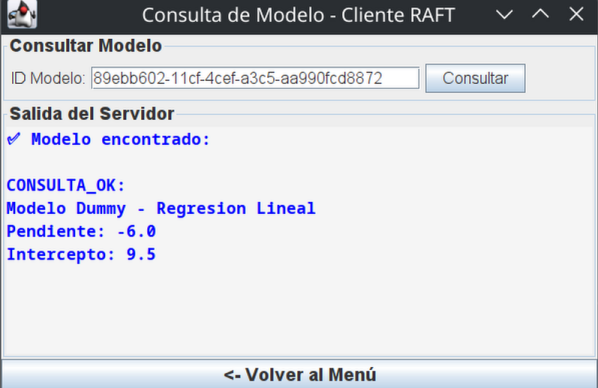 Consulta de Modelo - Cliente RAFT
Consultar Modelo
ID Modelo: 89ebb602-11cf-4cef-a3c5-aa990fcd8872 Consultar
Salida del Servidor
✔ Modelo encontrado:
CONSULTA_OK:
Modelo Dummy - Regresion Lineal
Pendiente: -6.0
Intercepto: 9.5
<- Volver al Menú